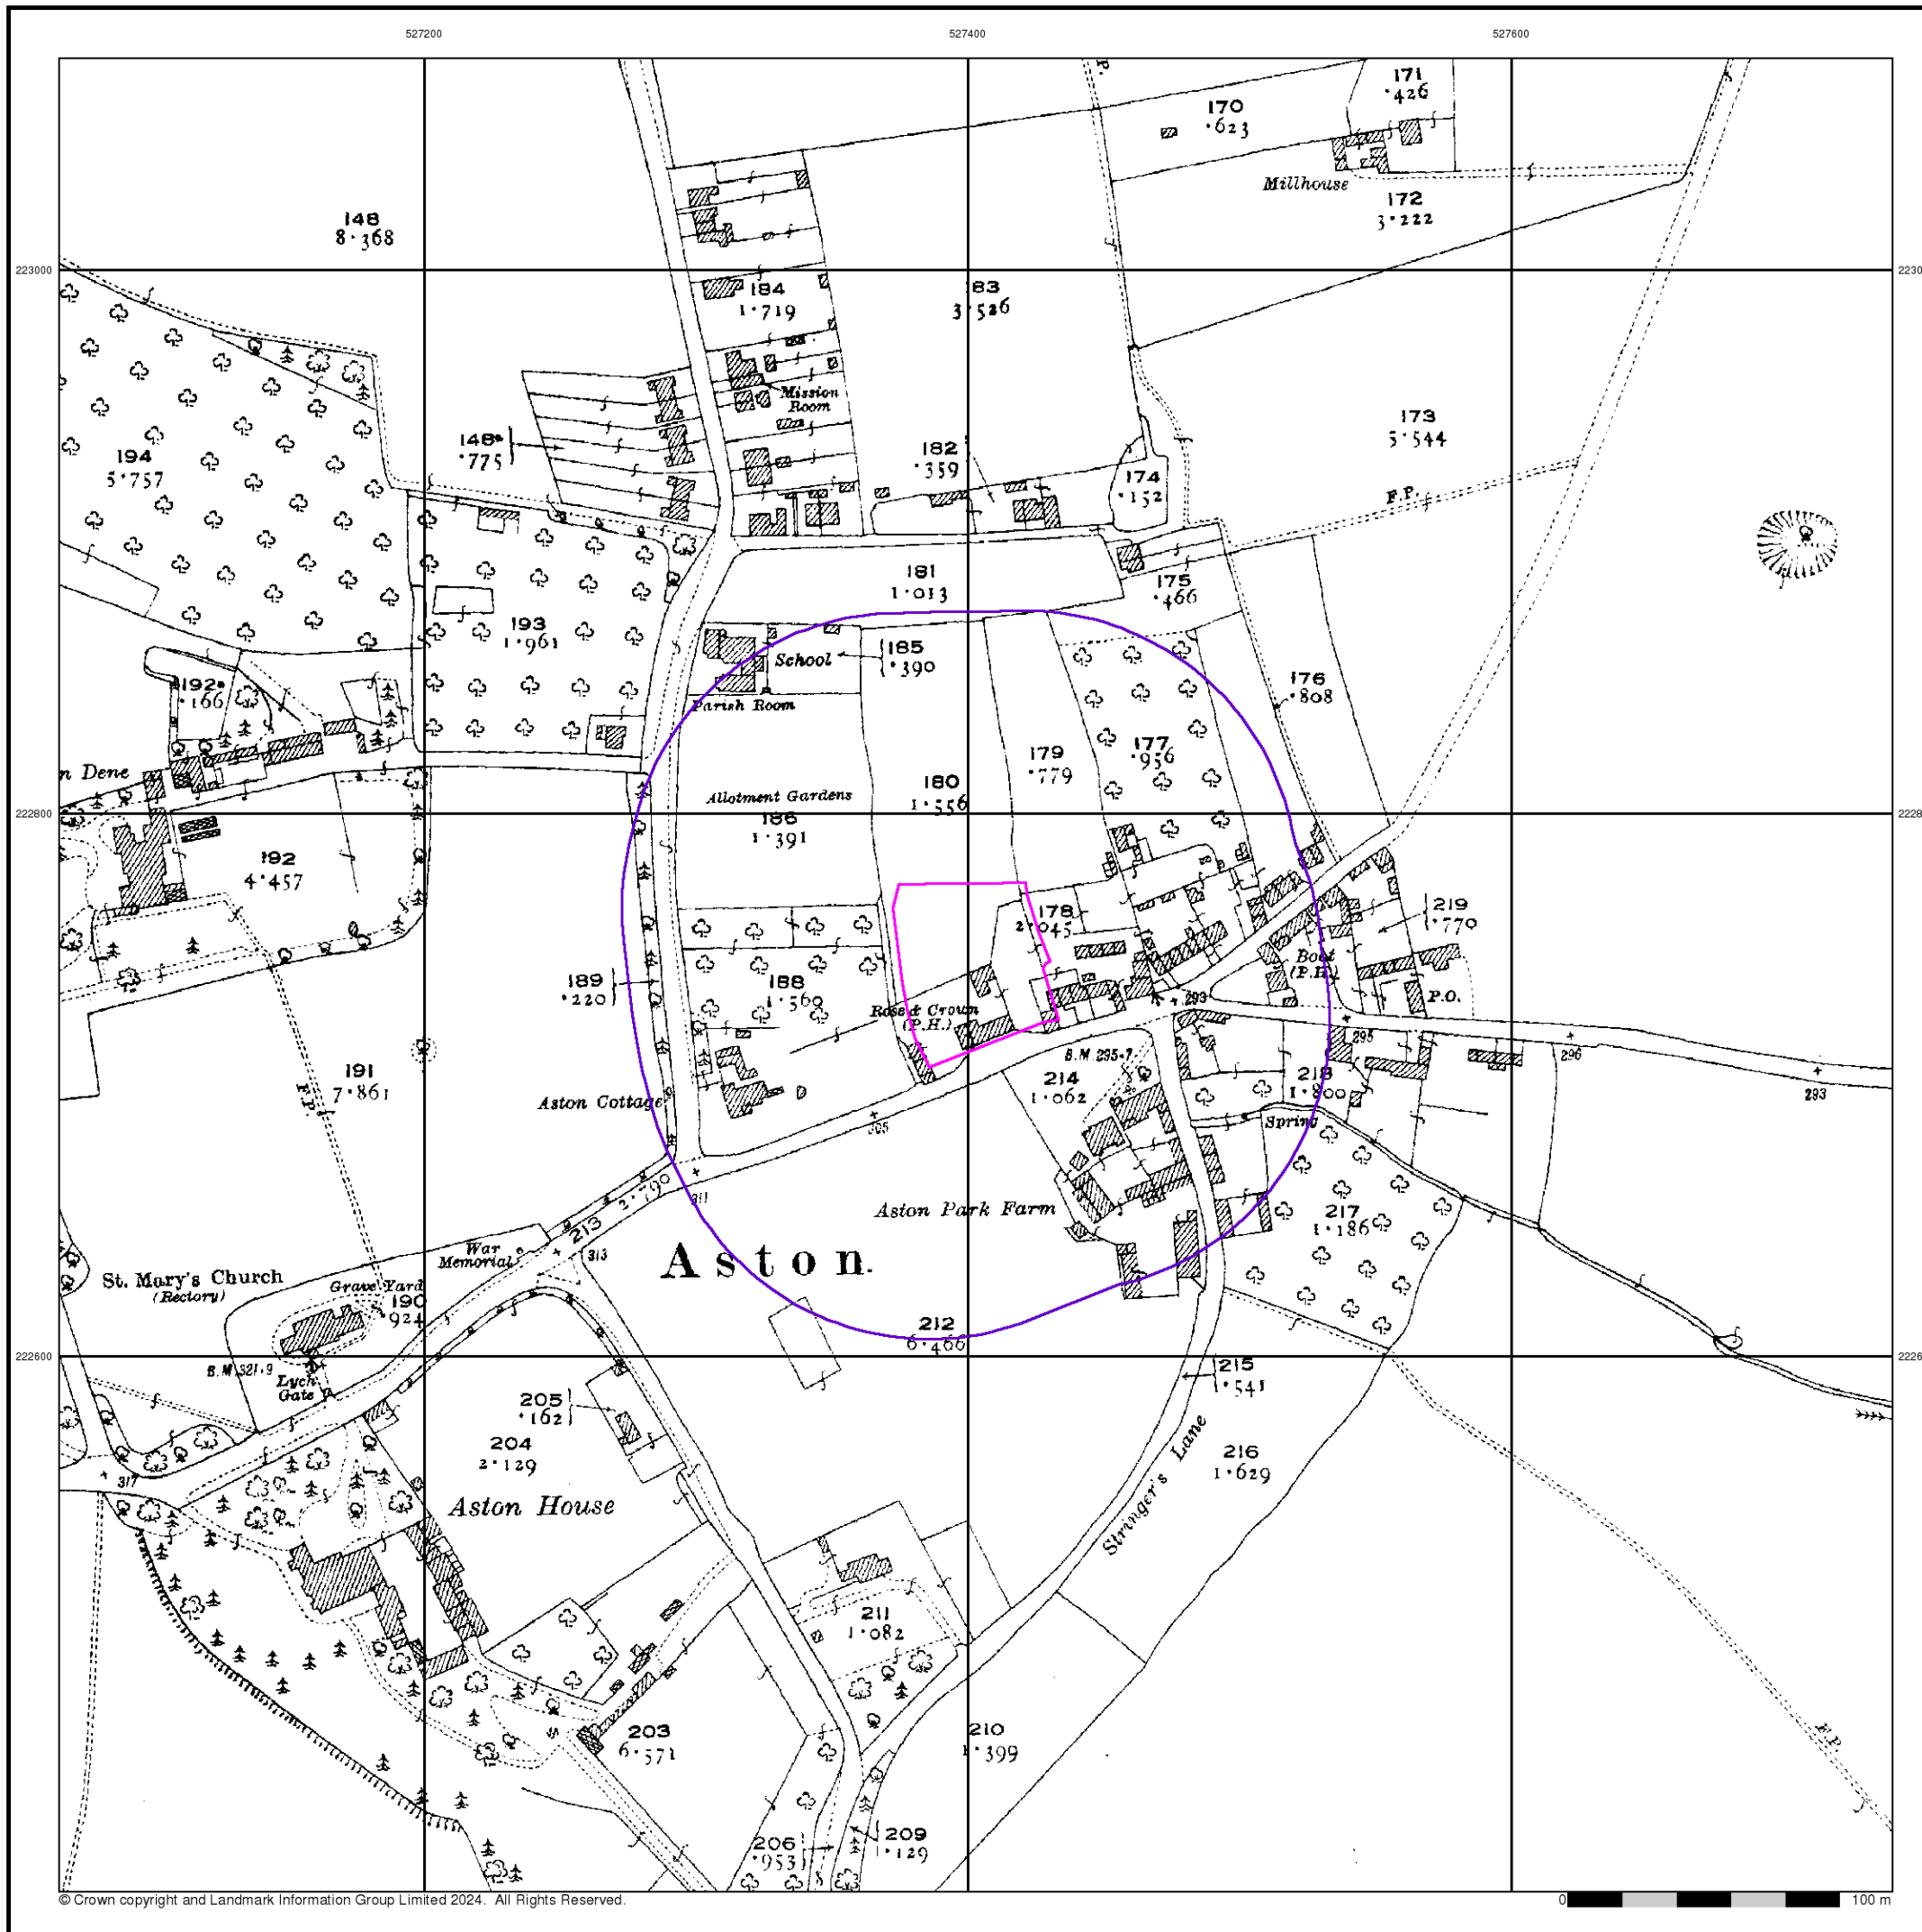 527200
527400
527600
P.
171
·426
170
·623
Millhouse
172
3·222
148
8·368
223000
2230
184
1·719
183
3·526
Mission
Room
173
5·544
194
5·757
148ª
·775
182
·359
174
·152
F.P.
181
1·013
175
·466
193
1·961
185
·390
School
192ª
·166
176
·808
Parish Room
179
·779
177
·956
n Dene
180
1·556
Allotment Gardens
186
1·391
222800
2228
192
4·457
178
2·045
219
·770
Boot
(P.H.)
189
·220
188
1·560
Rose & Crown
(P.H.)
293
P.O.
295
296
B.M. 295·7
191
7·861
F.P.
214
1·062
218
1·800
293
Aston Cottage
305
Spring
311
213
3·790
Aston Park Farm
217
1·186
War
Memorial
313
Aston.
St. Mary's Church
(Rectory)
Grave Yard
190
·924
212
6·466
222600
2226
B.M. 321·9
Lych
Gate
215
·541
205
·162
204
2·129
216
1·629
317
Stringer's Lane
Aston House
211
1·082
203
6·571
210
1·399
F.P.
206
·953
209
1·129
© Crown copyright and Landmark Information Group Limited 2024. All Rights Reserved.
0
100 m